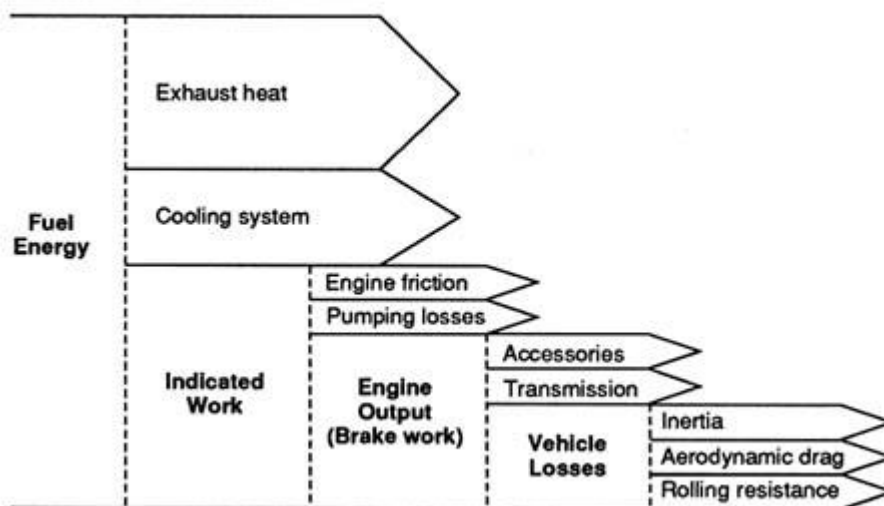 Exhaust heat
Cooling system
Fuel
Energy
Engine friction
Pumping losses
Indicated
Work
Accessories
Transmission
Engine
Output
(Brake work)
Inertia
Aerodynamic drag
Rolling resistance
Vehicle
Losses